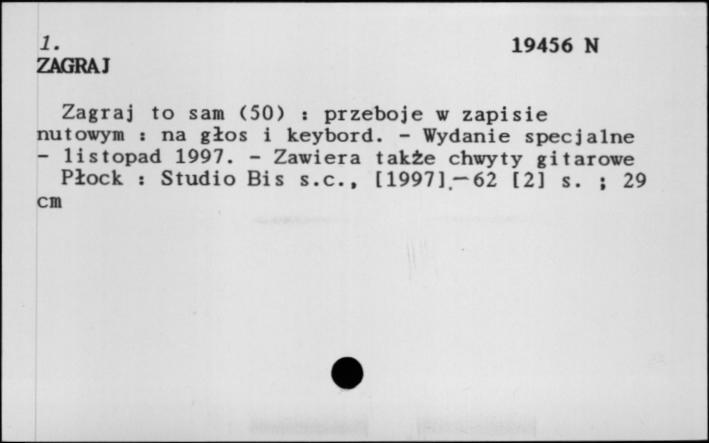 1. 19456 N
ZAGRAJ
Zagraj to sam (50) : przeboje w zapisie
nutowym : na głos i keybord. - Wydanie specjalne
- listopad 1997. - Zawiera także chwyty gitarowe
Płock : Studio Bis s.c., [1997].-62 [2] s. ; 29
cm